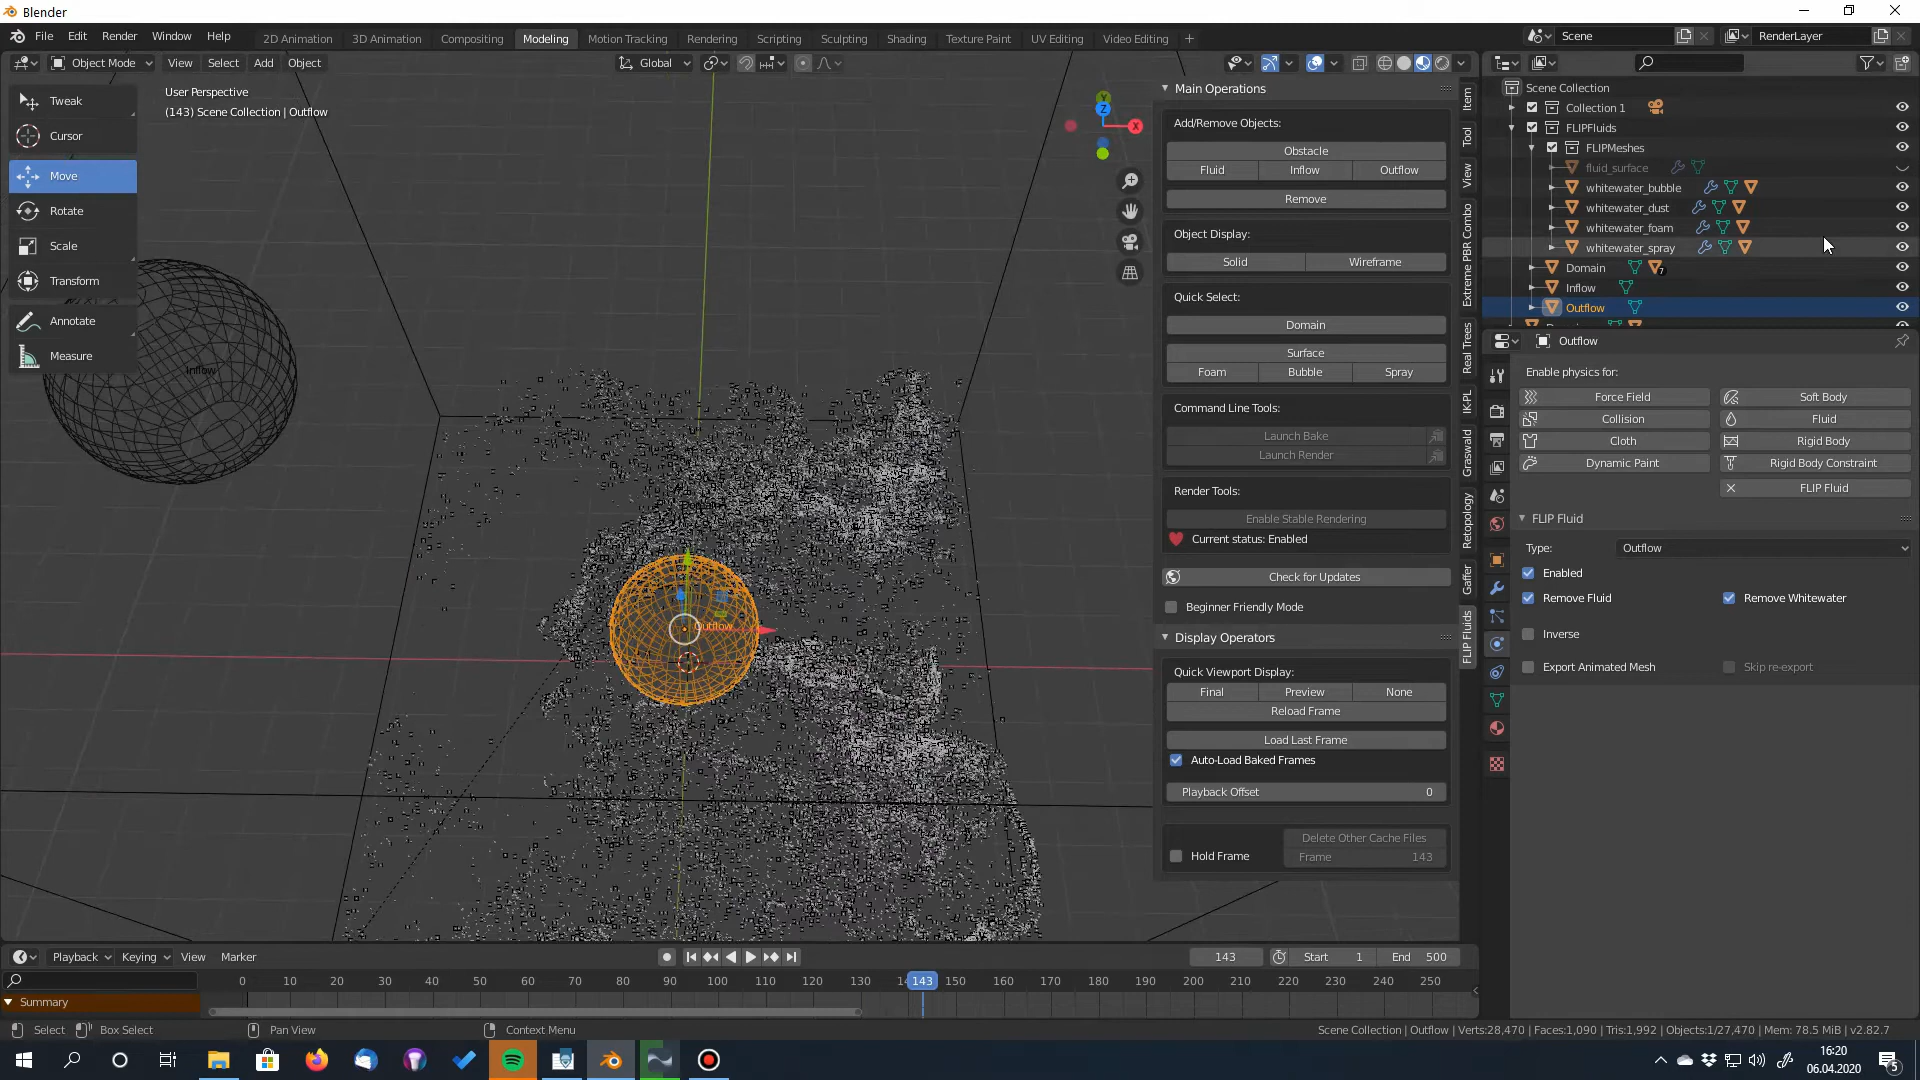 Blender
File Edit Render Window Help 2D Animation 3D Animation Compositing Modeling Motion Tracking Rendering Scripting Sculpting Shading Texture Paint UV Editing Video Editing + Scene RenderLayer
Object Mode View Select Add Object Global
User Perspective
(143) Scene Collection | Outflow
Tweak
Cursor
Move
Rotate
Scale
Transform
Annotate
Measure
Inflow
Outflow
Y
Z
X
Main Operations
Add/Remove Objects:
Obstacle
Fluid Inflow Outflow
Remove
Object Display:
Solid Wireframe
Quick Select:
Domain
Surface
Foam Bubble Spray
Command Line Tools:
Launch Bake
Launch Render
Render Tools:
Enable Stable Rendering
Current status: Enabled
Check for Updates
Beginner Friendly Mode
Display Operators
Quick Viewport Display:
Final Preview None
Reload Frame
Load Last Frame
Auto-Load Baked Frames
Playback Offset 0
Delete Other Cache Files
Hold Frame Frame 143
Item
Tool
View
Extreme PBR Combo
Real Trees
IK-PL
Graswald
Retopology
Gaffer
FLIP Fluids
Scene Collection
Collection 1
FLIPFluids
FLIPMeshes
fluid_surface
whitewater_bubble
whitewater_dust
whitewater_foam
whitewater_spray
Domain 7
Inflow
Outflow
Outflow
Enable physics for:
Force Field Soft Body
Collision Fluid
Cloth Rigid Body
Dynamic Paint Rigid Body Constraint
FLIP Fluid
FLIP Fluid
Type: Outflow
Enabled
Remove Fluid Remove Whitewater
Inverse
Export Animated Mesh Skip re-export
Playback Keying View Marker 143 Start 1 End 500
0 10 20 30 40 50 60 70 80 90 100 110 120 130 143 150 160 170 180 190 200 210 220 230 240 250
Summary
Select Box Select Pan View Context Menu Scene Collection | Outflow | Verts:28,470 | Faces:1,090 | Tris:1,992 | Objects:1/27,470 | Mem: 78.5 MiB | v2.82.7
16:20
06.04.2020
5